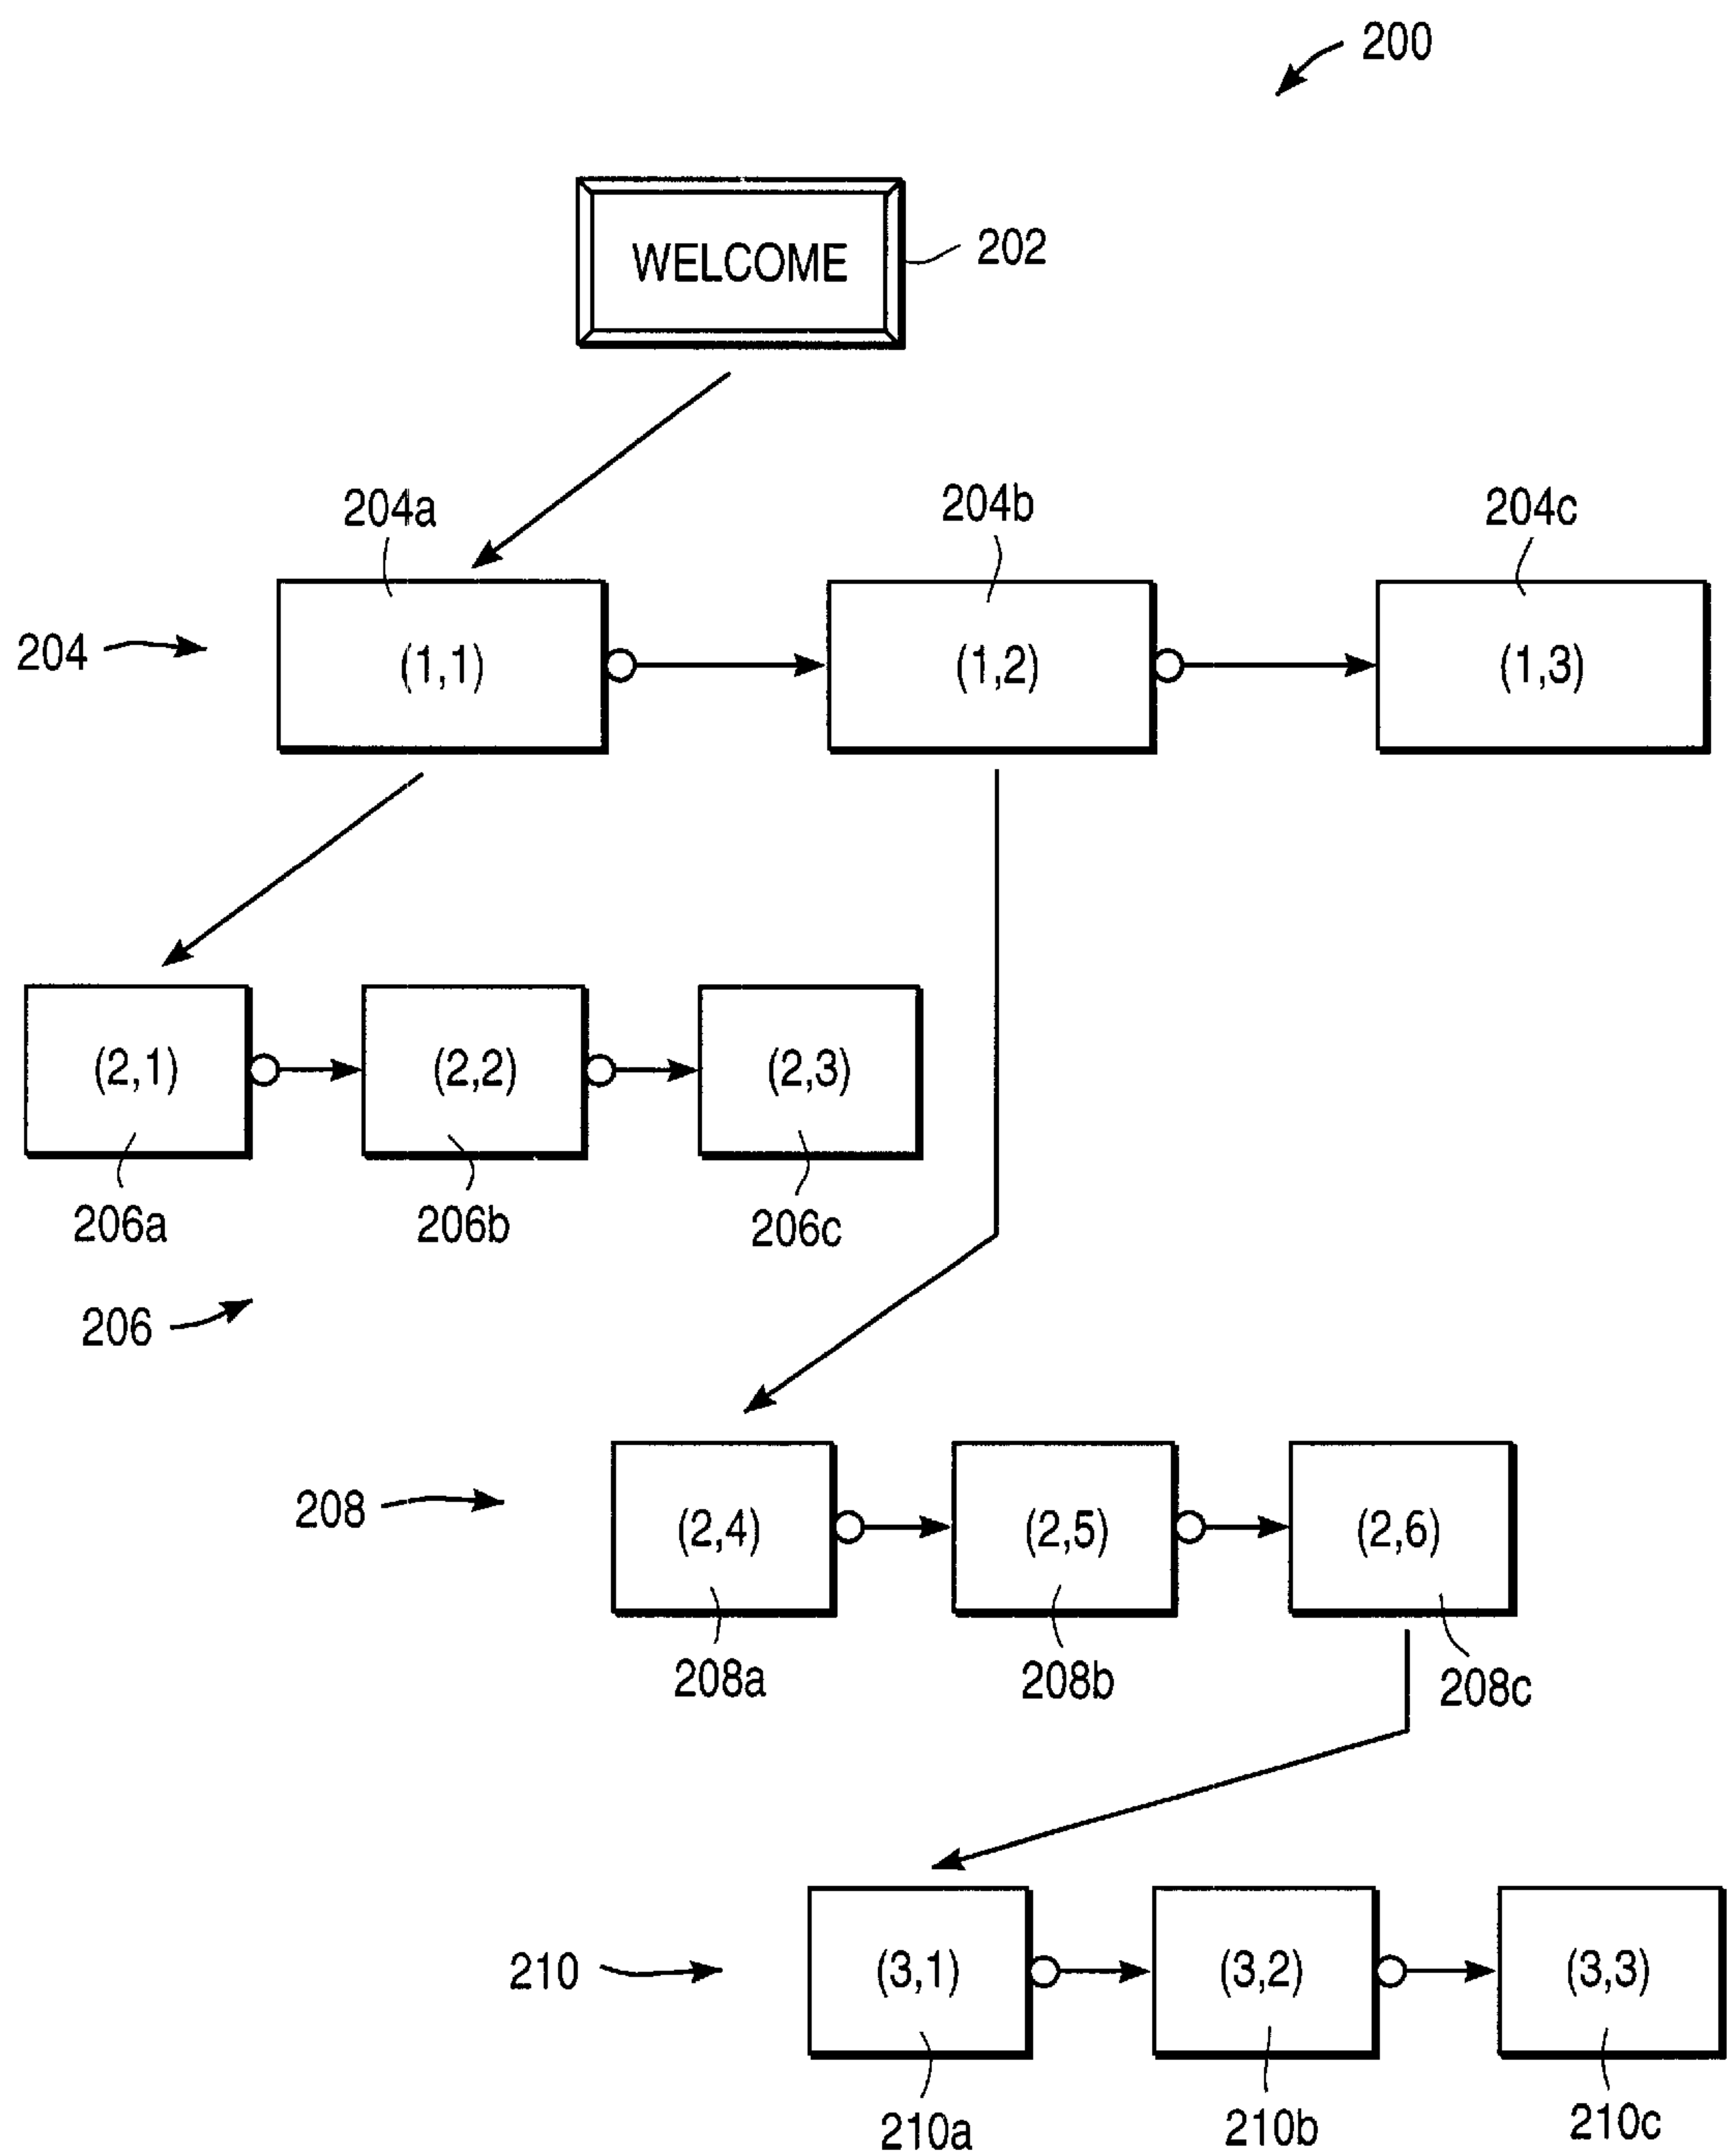 200
WELCOME
202
204a
204b
204c
204
(1,1)
(1,2)
(1,3)
(2,1)
(2,2)
(2,3)
206a
206b
206c
206
208
(2,4)
(2,5)
(2,6)
208a
208b
208c
210
(3,1)
(3,2)
(3,3)
210a
210b
210c